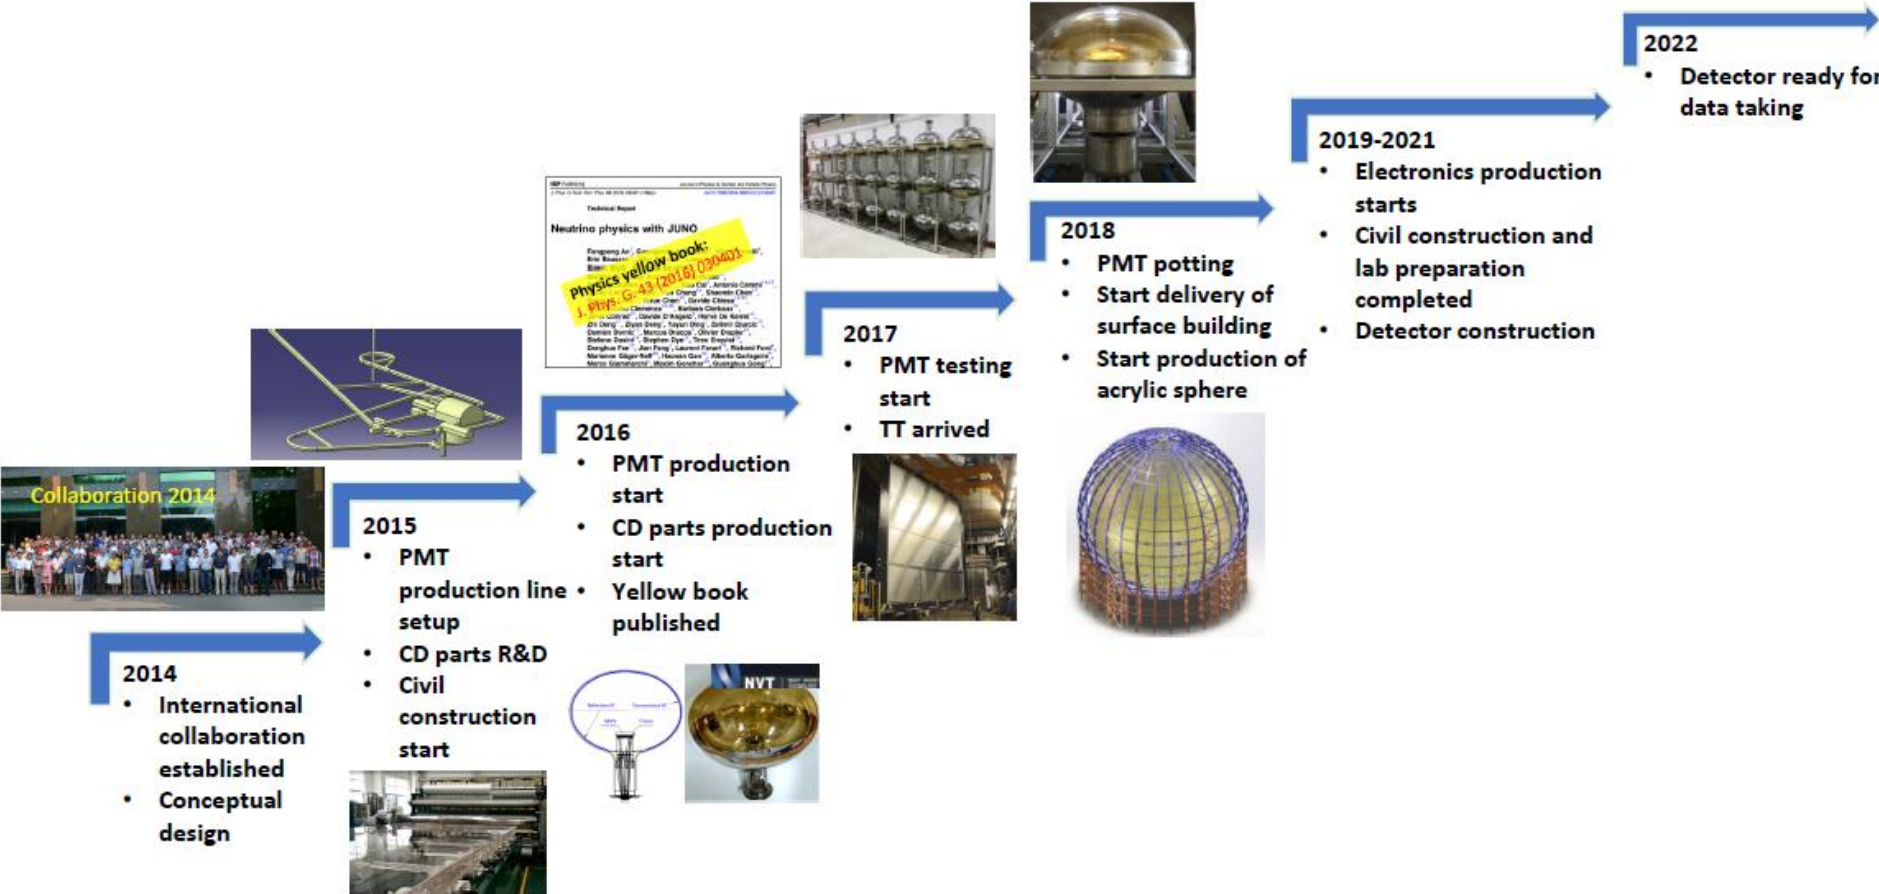 Collaboration 2014
2014
• International
collaboration
established
• Conceptual
design
2015
• PMT
production line
setup
• CD parts R&D
• Civil
construction
start
Technical Report
Neutrino physics with JUNO
Physics yellow book:
J. Phys. G. 43 (2016) 030401
2016
• PMT production
start
• CD parts production
start
• Yellow book
published
NVT
2017
• PMT testing
start
• TT arrived
2018
• PMT potting
• Start delivery of
surface building
• Start production of
acrylic sphere
2019-2021
• Electronics production
starts
• Civil construction and
lab preparation
completed
• Detector construction
2022
• Detector ready for
data taking